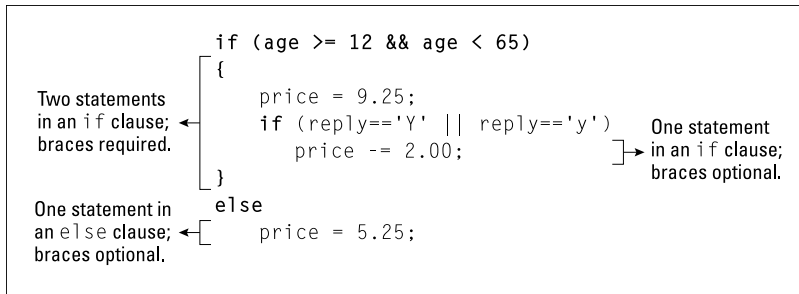 if (age >= 12 && age < 65)
{
price = 9.25;
if (reply=='Y' || reply=='y')
price -= 2.00;
}
else
price = 5.25;
Two statements
in an if clause;
braces required.
One statement
in an if clause;
braces optional.
One statement in
an else clause;
braces optional.